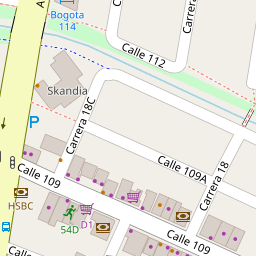 A
Bogota
114
Calle 112
Carrera
Skandia
Carrera 18C
P
Calle 109A
Carrera 18
Calle 109
HSBC
54D
D1
Calle 109